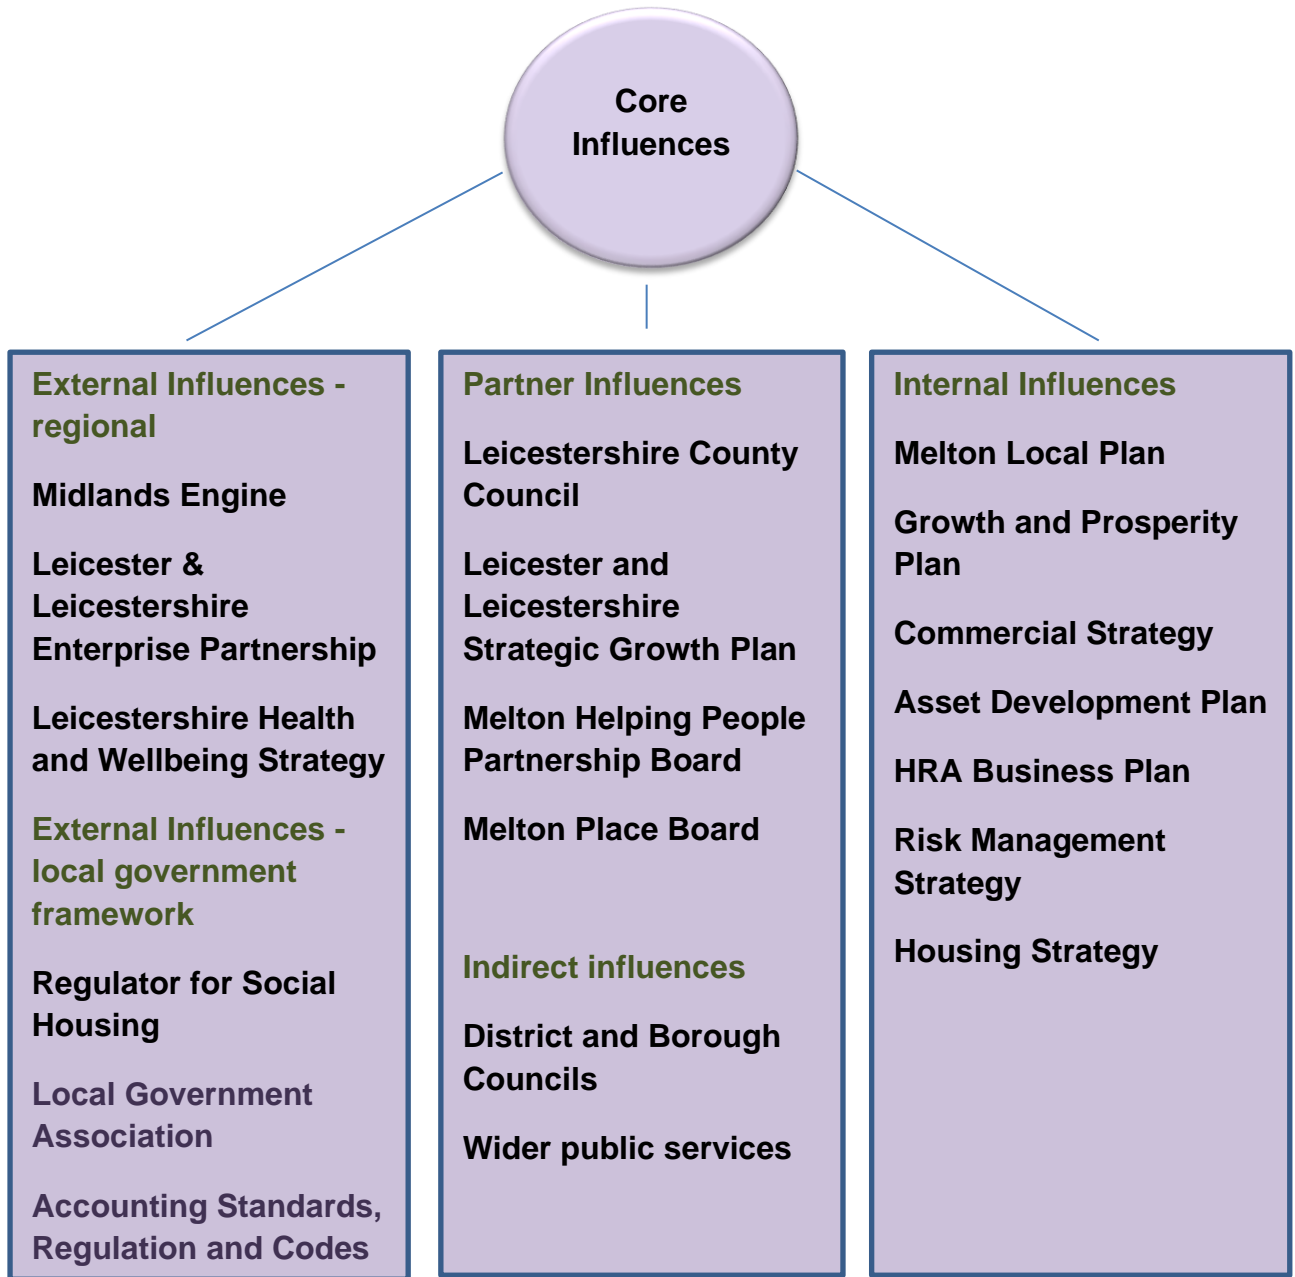 Core
Influences
External Influences -
regional
Midlands Engine
Leicester &
Leicestershire
Enterprise Partnership
Leicestershire Health
and Wellbeing Strategy
External Influences -
local government
framework
Regulator for Social
Housing
Local Government
Association
Accounting Standards,
Regulation and Codes
Partner Influences
Leicestershire County
Council
Leicester and
Leicestershire
Strategic Growth Plan
Melton Helping People
Partnership Board
Melton Place Board
Indirect influences
District and Borough
Councils
Wider public services
Internal Influences
Melton Local Plan
Growth and Prosperity
Plan
Commercial Strategy
Asset Development Plan
HRA Business Plan
Risk Management
Strategy
Housing Strategy